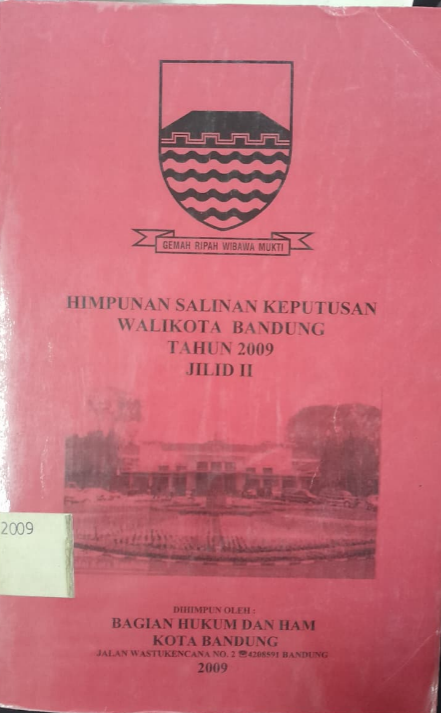 GEMAH RIPAH WIBAWA MUKTI
HIMPUNAN SALINAN KEPUTUSAN
WALIKOTA BANDUNG
TAHUN 2009
JILID II
2009
DIHIMPUN OLEH :
BAGIAN HUKUM DAN HAM
KOTA BANDUNG
JALAN WASTUKENCANA NO. 2 ☎4208591 BANDUNG
2009